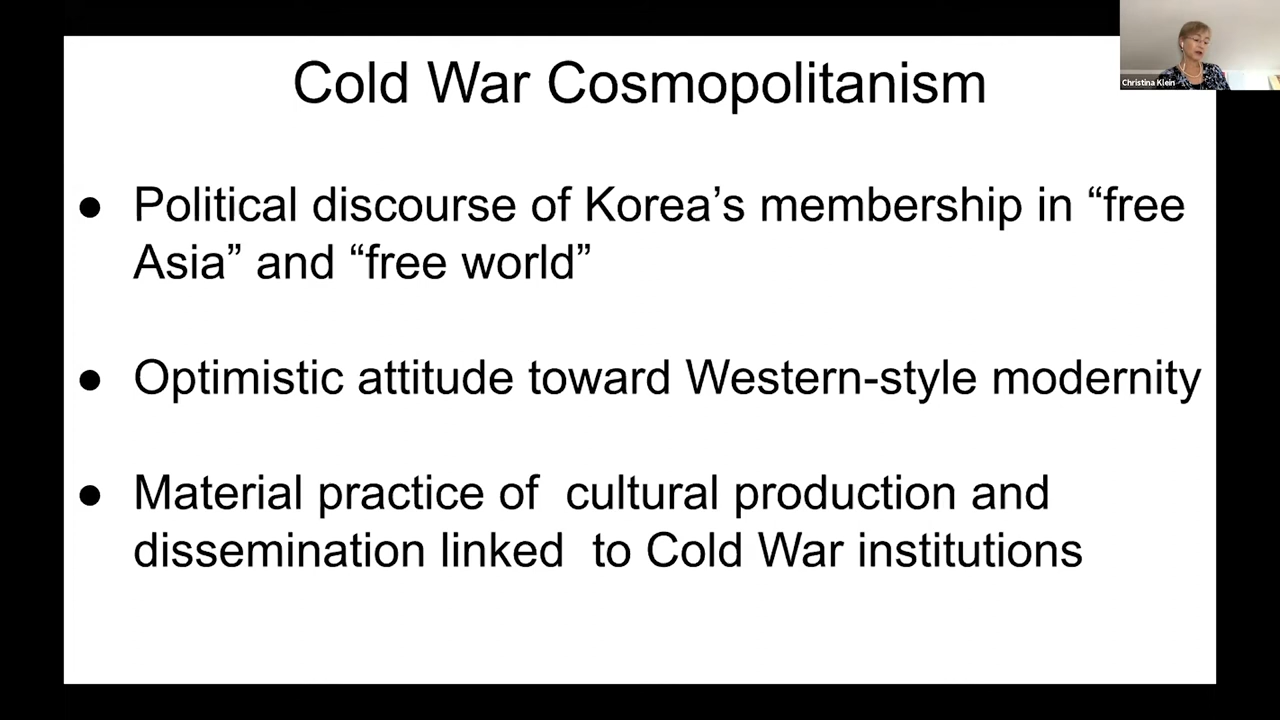 Cold War Cosmopolitanism
Christina Klein
● Political discourse of Korea’s membership in “free
Asia” and “free world”
● Optimistic attitude toward Western-style modernity
● Material practice of  cultural production and
dissemination linked  to Cold War institutions